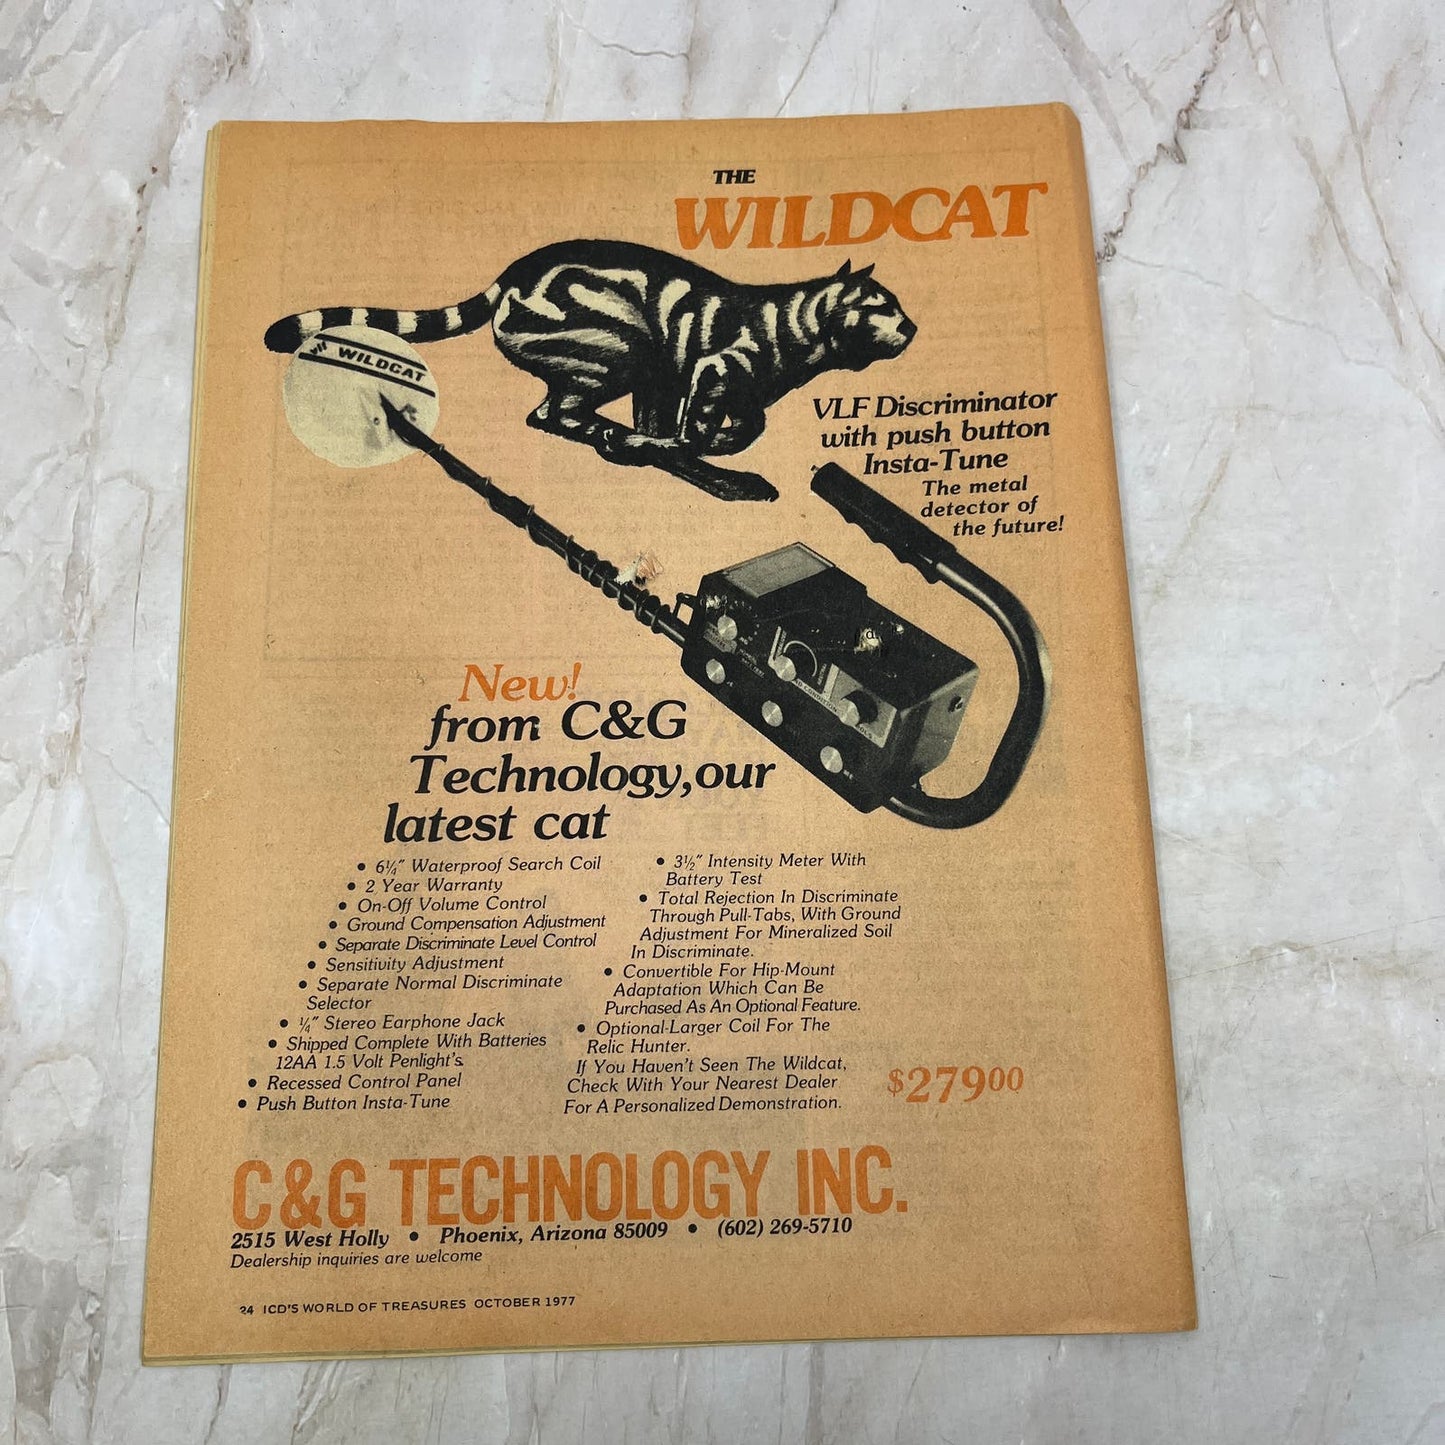 THE
WILDCAT
WILDCAT
VLF Discriminator
with push button
Insta-Tune
The metal
detector of
the future!
New!
from C&G
Technology, our
latest cat
• 6¼" Waterproof Search Coil
• 2 Year Warranty
• On-Off Volume Control
• Ground Compensation Adjustment
• Separate Discriminate Level Control
• Sensitivity Adjustment
• Separate Normal Discriminate
Selector
• ¼" Stereo Earphone Jack
• Shipped Complete With Batteries
12AA 1.5 Volt Penlight's
• Recessed Control Panel
• Push Button Insta-Tune
• 3½" Intensity Meter With
Battery Test
• Total Rejection In Discriminate
Through Pull-Tabs, With Ground
Adjustment For Mineralized Soil
In Discriminate.
• Convertible For Hip-Mount
Adaptation Which Can Be
Purchased As An Optional Feature.
• Optional-Larger Coil For The
Relic Hunter.
If You Haven't Seen The Wildcat,
Check With Your Nearest Dealer
For A Personalized Demonstration.
$27900
C&G TECHNOLOGY INC.
2515 West Holly • Phoenix, Arizona 85009 • (602) 269-5710
Dealership inquiries are welcome
24 ICD'S WORLD OF TREASURES OCTOBER 1977